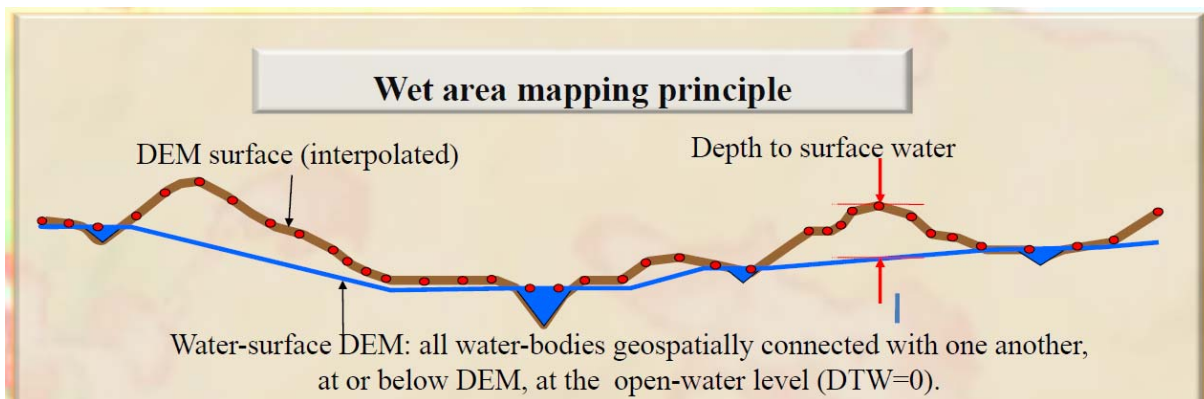 Wet area mapping principle
DEM surface (interpolated)
Depth to surface water
Water-surface DEM: all water-bodies geospatially connected with one another,
at or below DEM, at the open-water level (DTW=0).